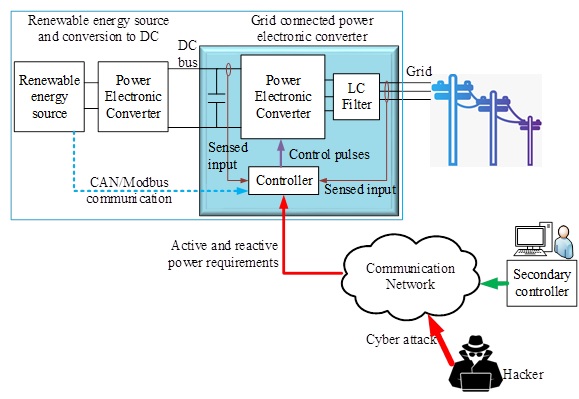 Renewable energy source
and conversion to DC
Grid connected power
electronic converter
DC
bus
Renewable
energy
source
Power
Electronic
Converter
Power
Electronic
Converter
LC
Filter
Grid
Sensed
input
Control pulses
Controller
Sensed input
CAN/Modbus
communication
Active and reactive
power requirements
Communication
Network
Secondary
controller
Cyber attack
Hacker